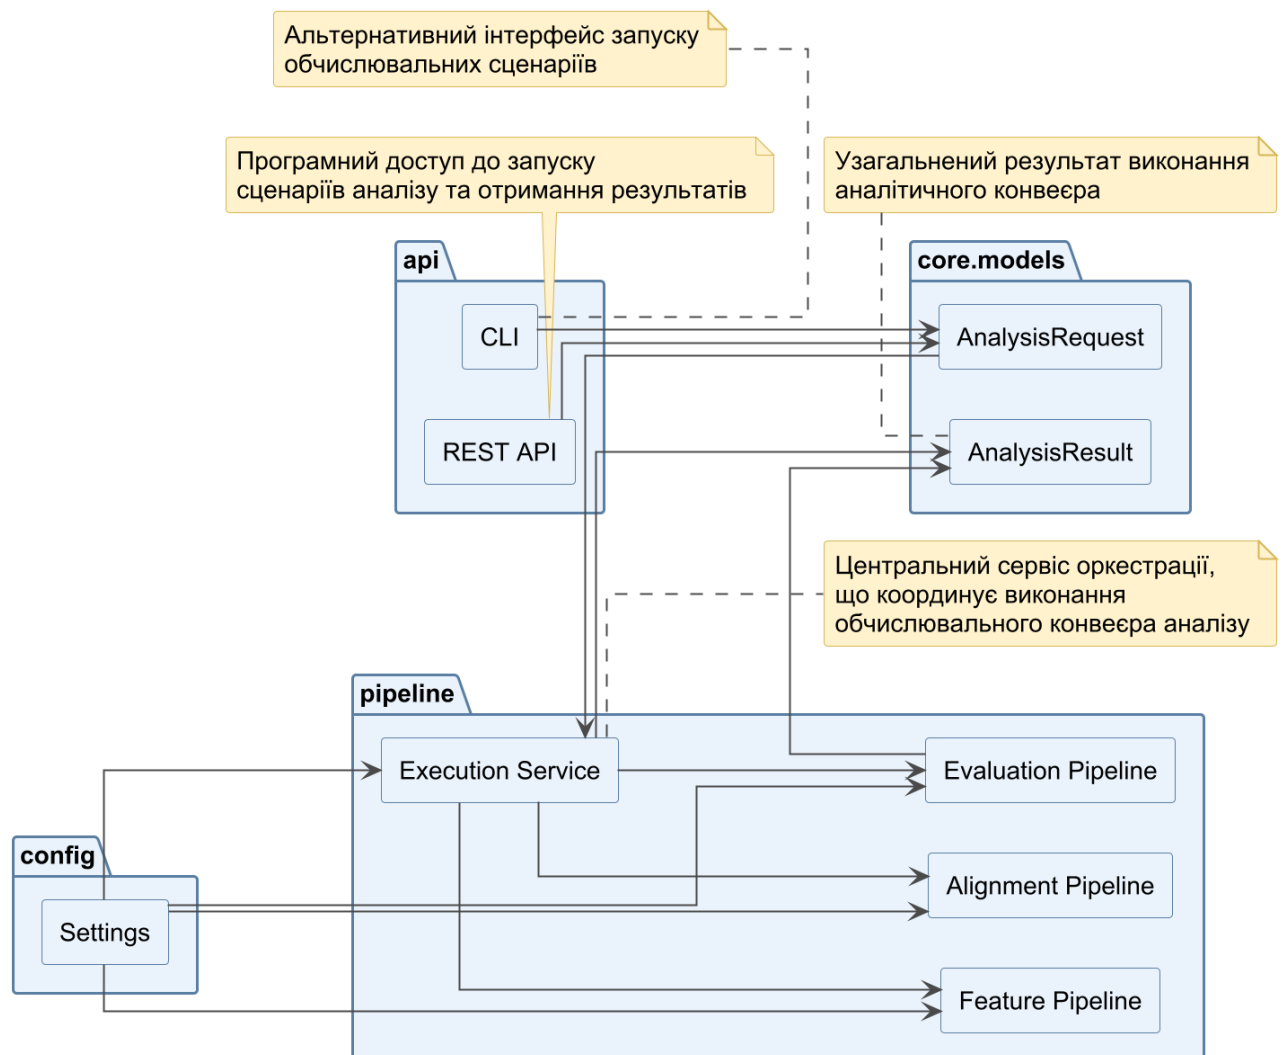 Альтернативний інтерфейс запуску
обчислювальних сценаріїв
Програмний доступ до запуску
сценаріїв аналізу та отримання результатів
Узагальнений результат виконання
аналітичного конвеєра
api
core.models
CLI
AnalysisRequest
REST API
AnalysisResult
Центральний сервіс оркестрації,
що координує виконання
обчислювального конвеєра аналізу
pipeline
Execution Service
Evaluation Pipeline
config
Alignment Pipeline
Settings
Feature Pipeline